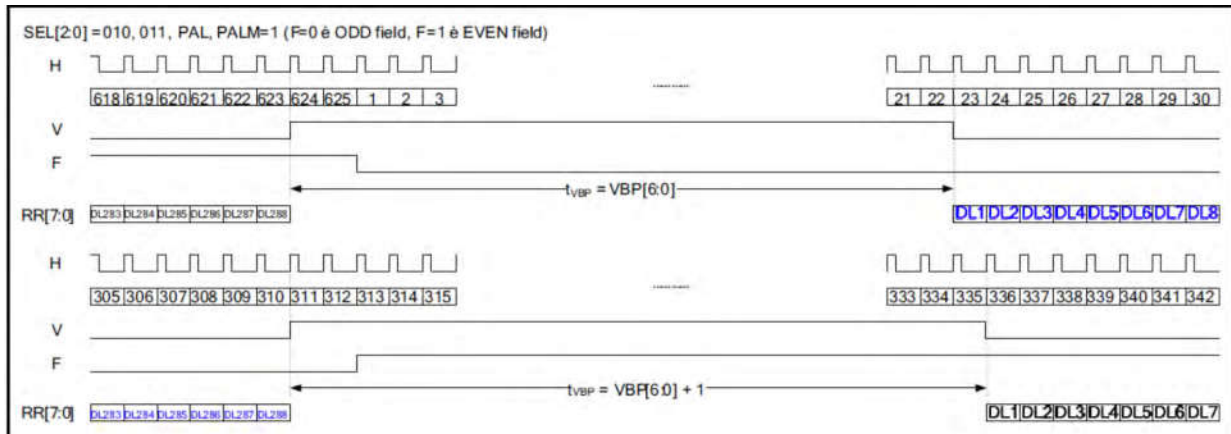 SEL[2:0] = 010, 011, PAL, PALM=1 (F=0 è ODD field, F=1 è EVEN field)
H
618 619 620 621 622 623 624 625 1 2 3 ........ 21 22 23 24 25 26 27 28 29 30
V
F
tVBP = VBP[6:0]
RR[7:0] DL283 DL284 DL285 DL286 DL287 DL288 DL1 DL2 DL3 DL4 DL5 DL6 DL7 DL8
H
305 306 307 308 309 310 311 312 313 314 315 ........ 333 334 335 336 337 338 339 340 341 342
V
F
tVBP = VBP[6:0] + 1
RR[7:0] DL283 DL284 DL285 DL286 DL287 DL288 DL1 DL2 DL3 DL4 DL5 DL6 DL7